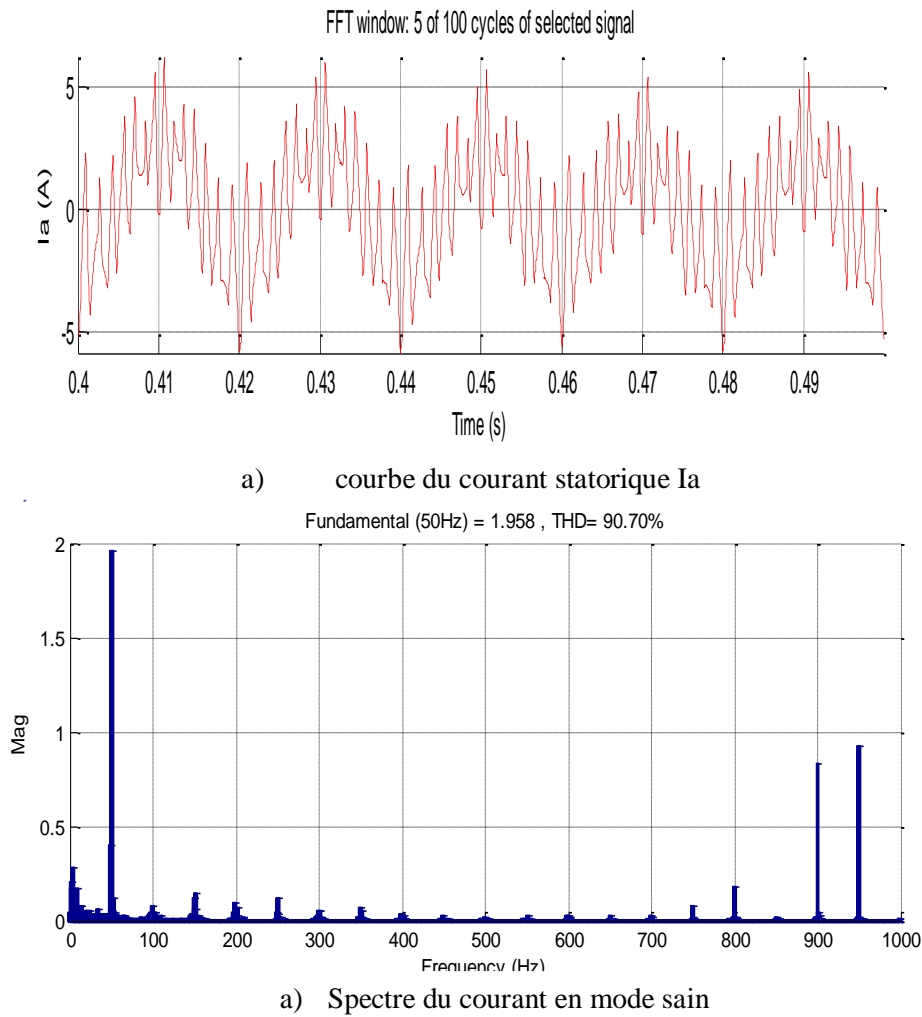 FFT window: 5 of 100 cycles of selected signal
5
0
-5
Ia (A)
0.4 0.41 0.42 0.43 0.44 0.45 0.46 0.47 0.48 0.49
Time (s)
a) courbe du courant statorique Ia
Fundamental (50Hz) = 1.958 , THD= 90.70%
2
1.5
1
0.5
0
Mag
0 100 200 300 400 500 600 700 800 900 1000
Frequency (Hz)
a) Spectre du courant en mode sain